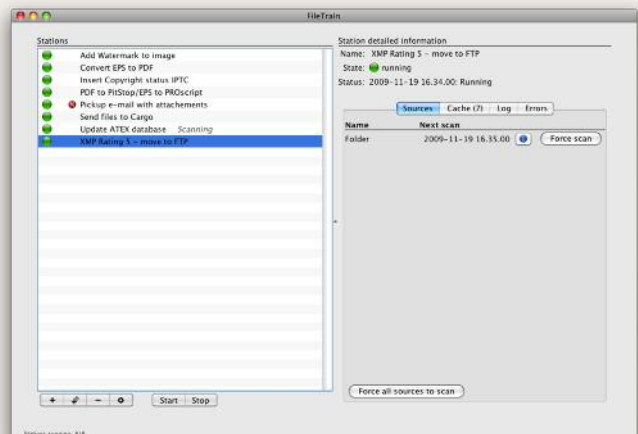 FileTrain
Stations
Add Watermark to image
Convert EPS to PDF
Insert Copyright status IPTC
PDF to PitStop/EPS to PROscript
Pickup e-mail with attachements
Send files to Cargo
Update ATEX database Scanning
XMP Rating 5 - move to FTP
+ - Start Stop
Station detailed information
Name: XMP Rating 5 - move to FTP
State: running
Status: 2009-11-19 16.34.00: Running
Sources Cache (7) Log Errors
Name Next scan
Folder 2009-11-19 16.35.00 Force scan
Force all sources to scan